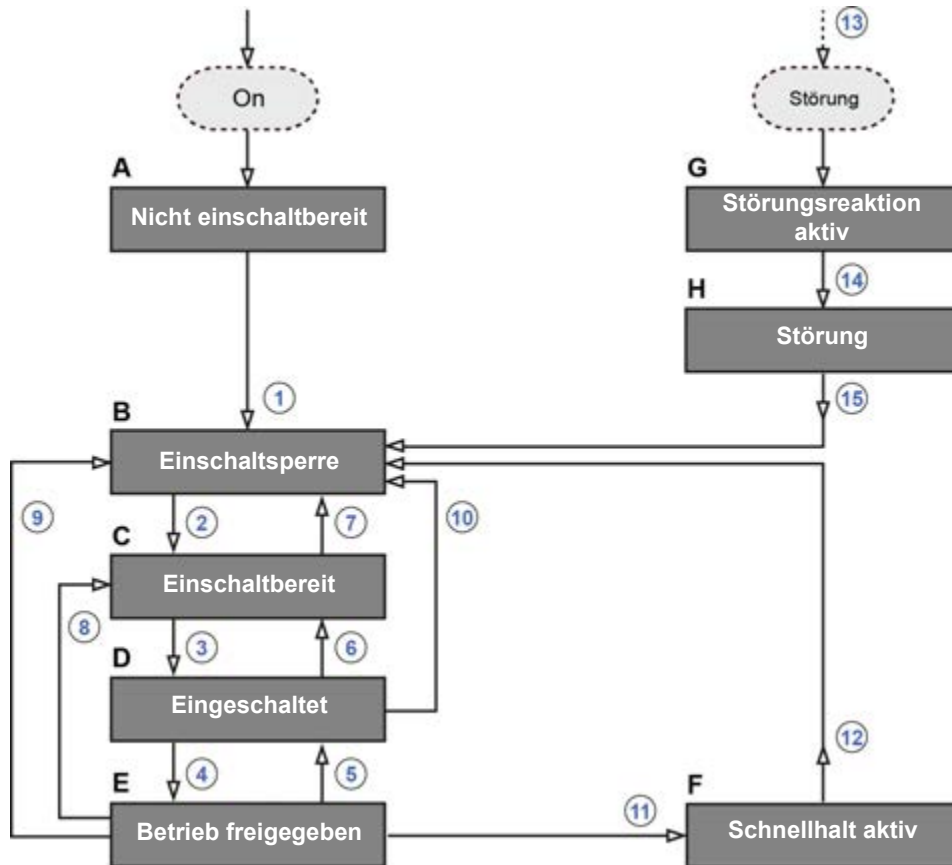 13
On
Störung
A
Nicht einschaltbereit
G
Störungsreaktion
aktiv
14
H
Störung
1
15
B
Einschaltsperre
9
2
7
10
C
Einschaltbereit
8
3
6
D
Eingeschaltet
12
4
5
E
Betrieb freigegeben
11
F
Schnellhalt aktiv